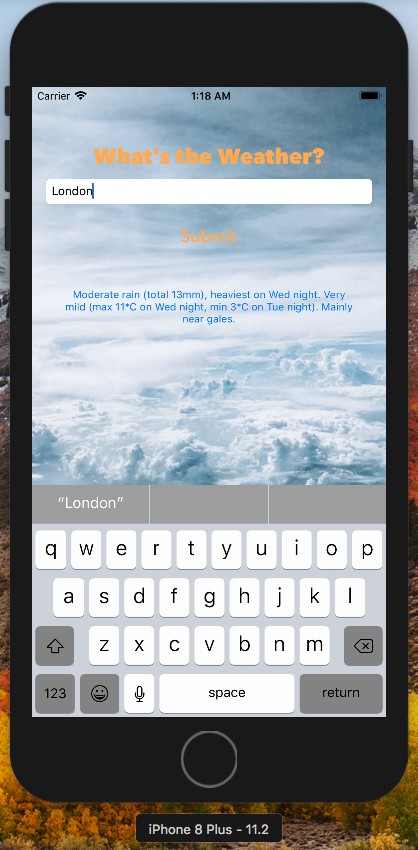 Carrier 1:18 AM
What's the Weather?
London
Submit
Moderate rain (total 13mm), heaviest on Wed night. Very
mild (max 11°C on Wed night, min 3°C on Tue night). Mainly
near gales.
“London”
q w e r t y u i o p
a s d f g h j k l
z x c v b n m
123 space return
iPhone 8 Plus - 11.2